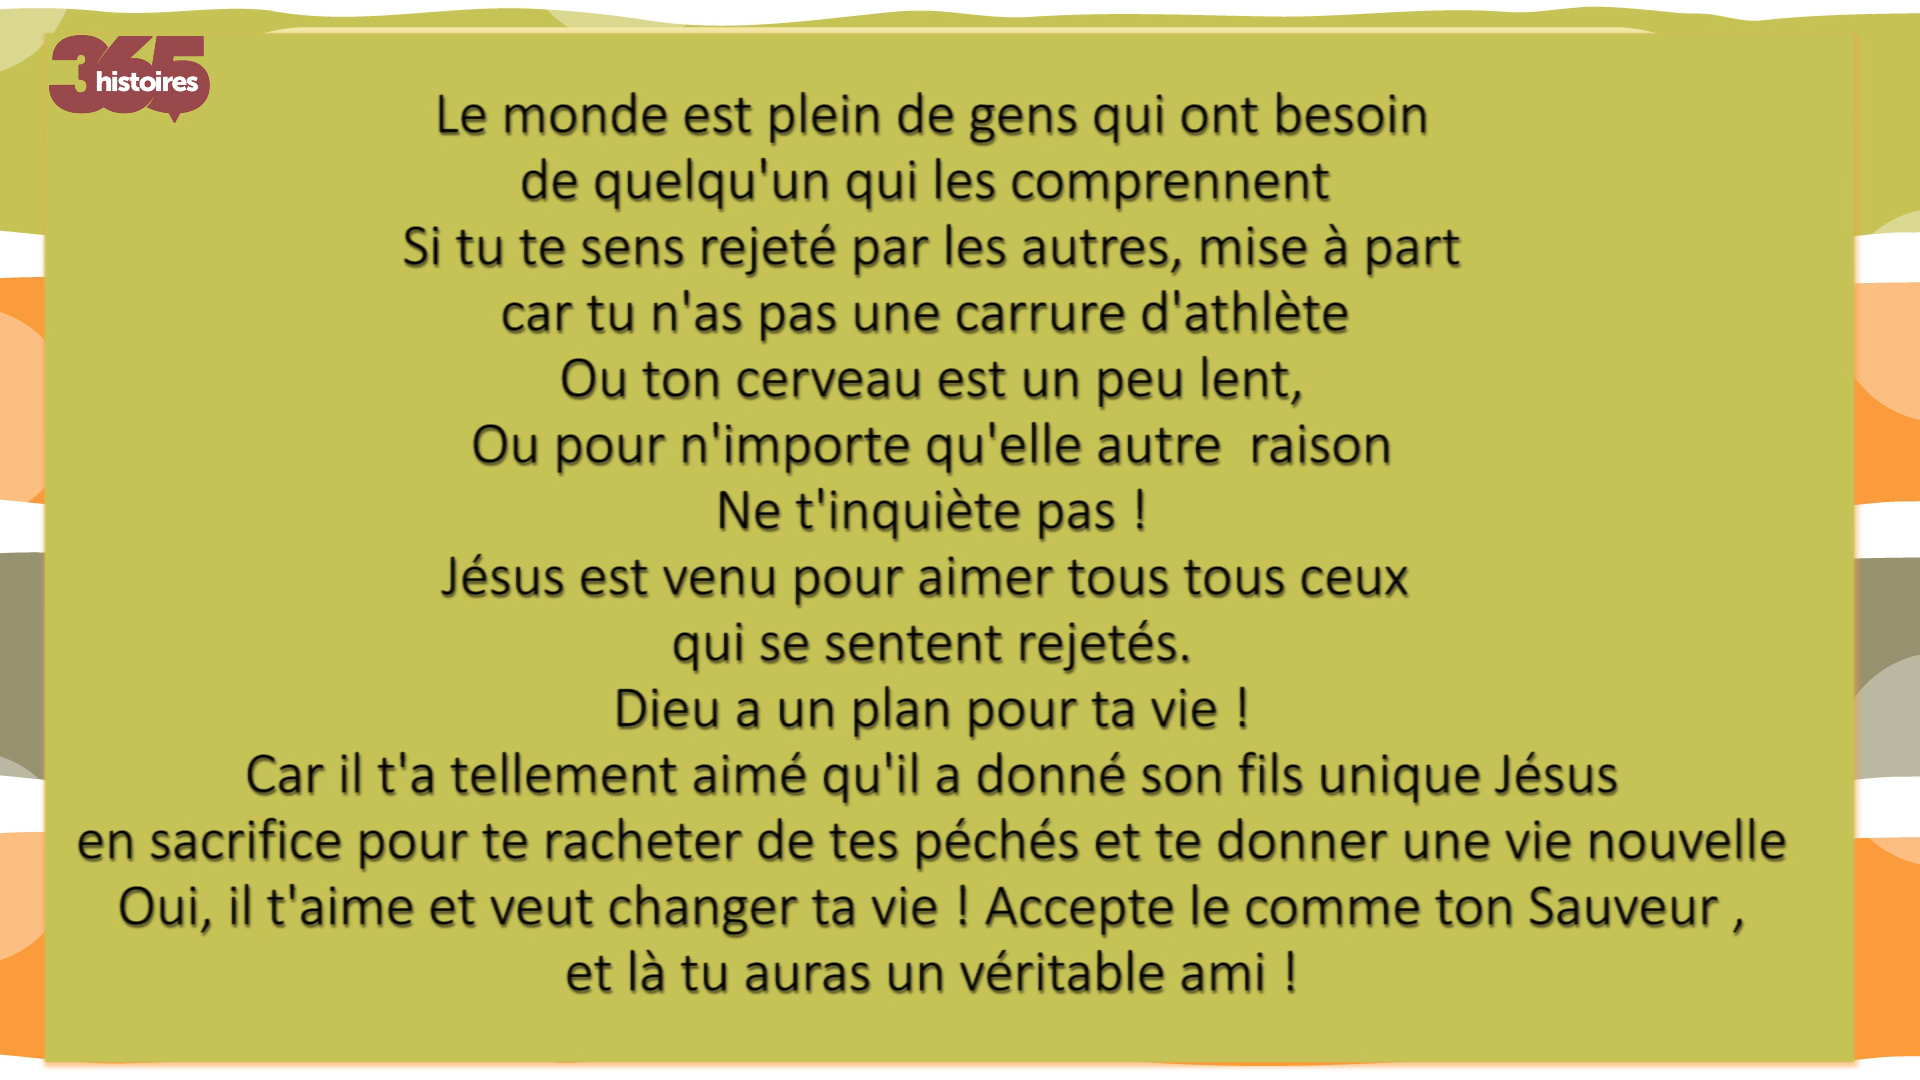 365
histoires
Le monde est plein de gens qui ont besoin
de quelqu'un qui les comprennent
Si tu te sens rejeté par les autres, mise à part
car tu n'as pas une carrure d'athlète
Ou ton cerveau est un peu lent,
Ou pour n'importe qu'elle autre  raison
Ne t'inquiète pas !
Jésus est venu pour aimer tous tous ceux
qui se sentent rejetés.
Dieu a un plan pour ta vie !
Car il t'a tellement aimé qu'il a donné son fils unique Jésus
en sacrifice pour te racheter de tes péchés et te donner une vie nouvelle
Oui, il t'aime et veut changer ta vie ! Accepte le comme ton Sauveur ,
et là tu auras un véritable ami !